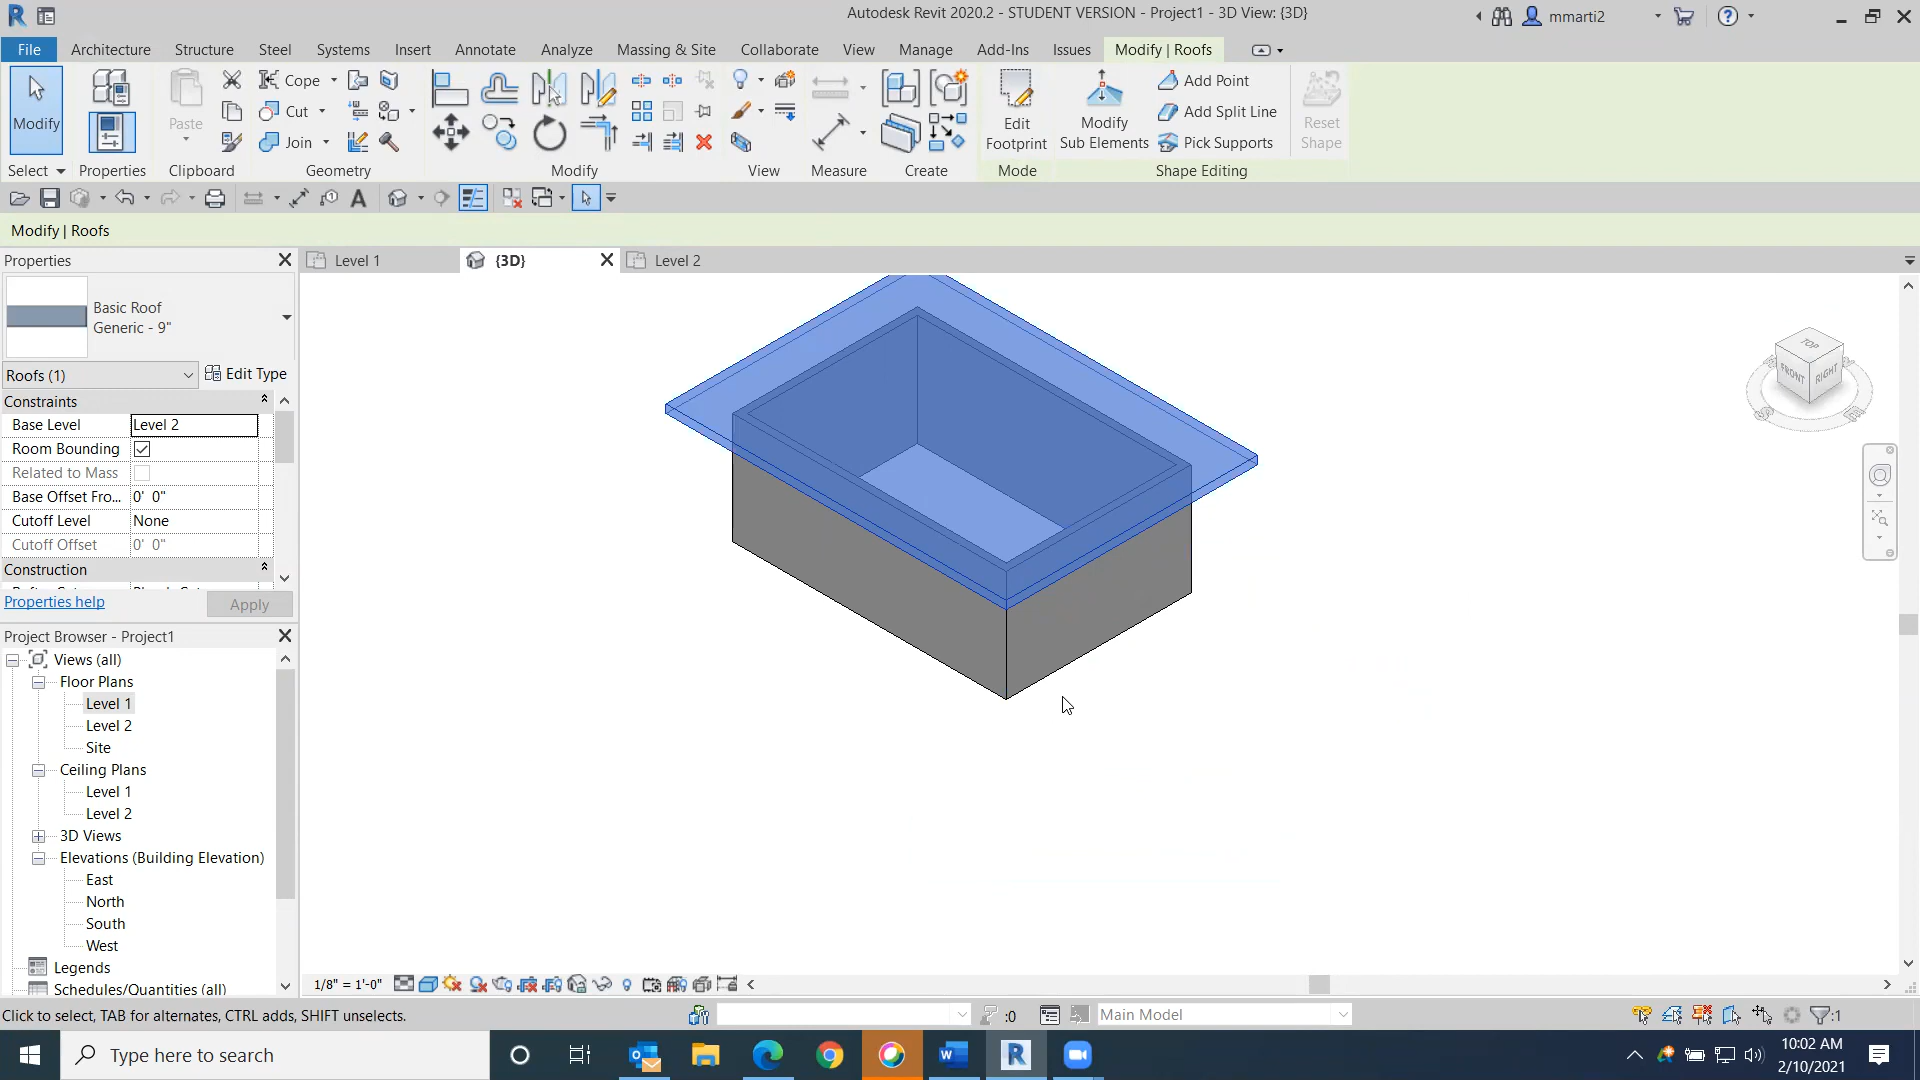 Autodesk Revit 2020.2 - STUDENT VERSION - Project1 - 3D View: {3D}
mmarti2
File Architecture Structure Steel Systems Insert Annotate Analyze Massing & Site Collaborate View Manage Add-Ins Issues Modify | Roofs
Modify
Paste
Cope
Cut
Join
Edit
Footprint
Modify
Sub Elements
Add Point
Add Split Line
Pick Supports
Reset
Shape
Select Properties Clipboard Geometry Modify View Measure Create Mode Shape Editing
Modify | Roofs
Properties
Level 1 {3D} Level 2
Basic Roof
Generic - 9"
Roofs (1) Edit Type
Constraints
Base Level Level 2
Room Bounding
Related to Mass
Base Offset Fro... 0' 0"
Cutoff Level None
Cutoff Offset 0' 0"
Construction
Properties help Apply
Project Browser - Project1
Views (all)
Floor Plans
Level 1
Level 2
Site
Ceiling Plans
Level 1
Level 2
3D Views
Elevations (Building Elevation)
East
North
South
West
Legends
Schedules/Quantities (all)
TOP
FRONT
RIGHT
1/8" = 1'-0"
Click to select, TAB for alternates, CTRL adds, SHIFT unselects.
:0
Main Model
:1
Type here to search
10:02 AM
2/10/2021